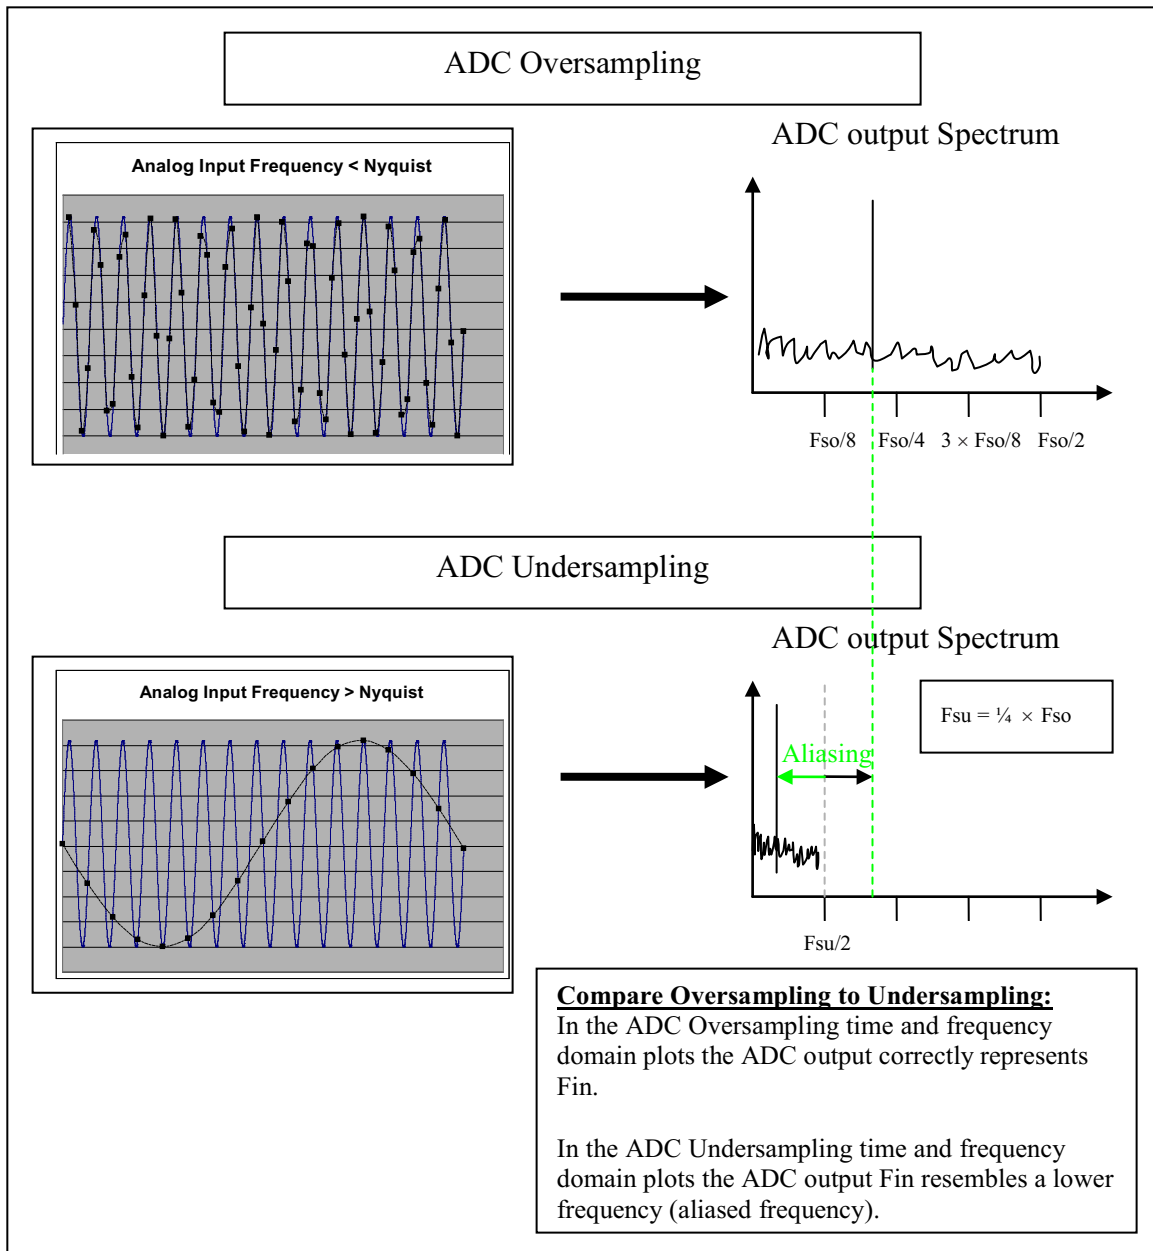 ADC Oversampling
ADC output Spectrum
Analog Input Frequency < Nyquist
Fso/8 Fso/4 3 × Fso/8 Fso/2
ADC Undersampling
ADC output Spectrum
Analog Input Frequency > Nyquist
Fsu = ¼ × Fso
Aliasing
Fsu/2
Compare Oversampling to Undersampling:
In the ADC Oversampling time and frequency
domain plots the ADC output correctly represents
Fin.
In the ADC Undersampling time and frequency
domain plots the ADC output Fin resembles a lower
frequency (aliased frequency).